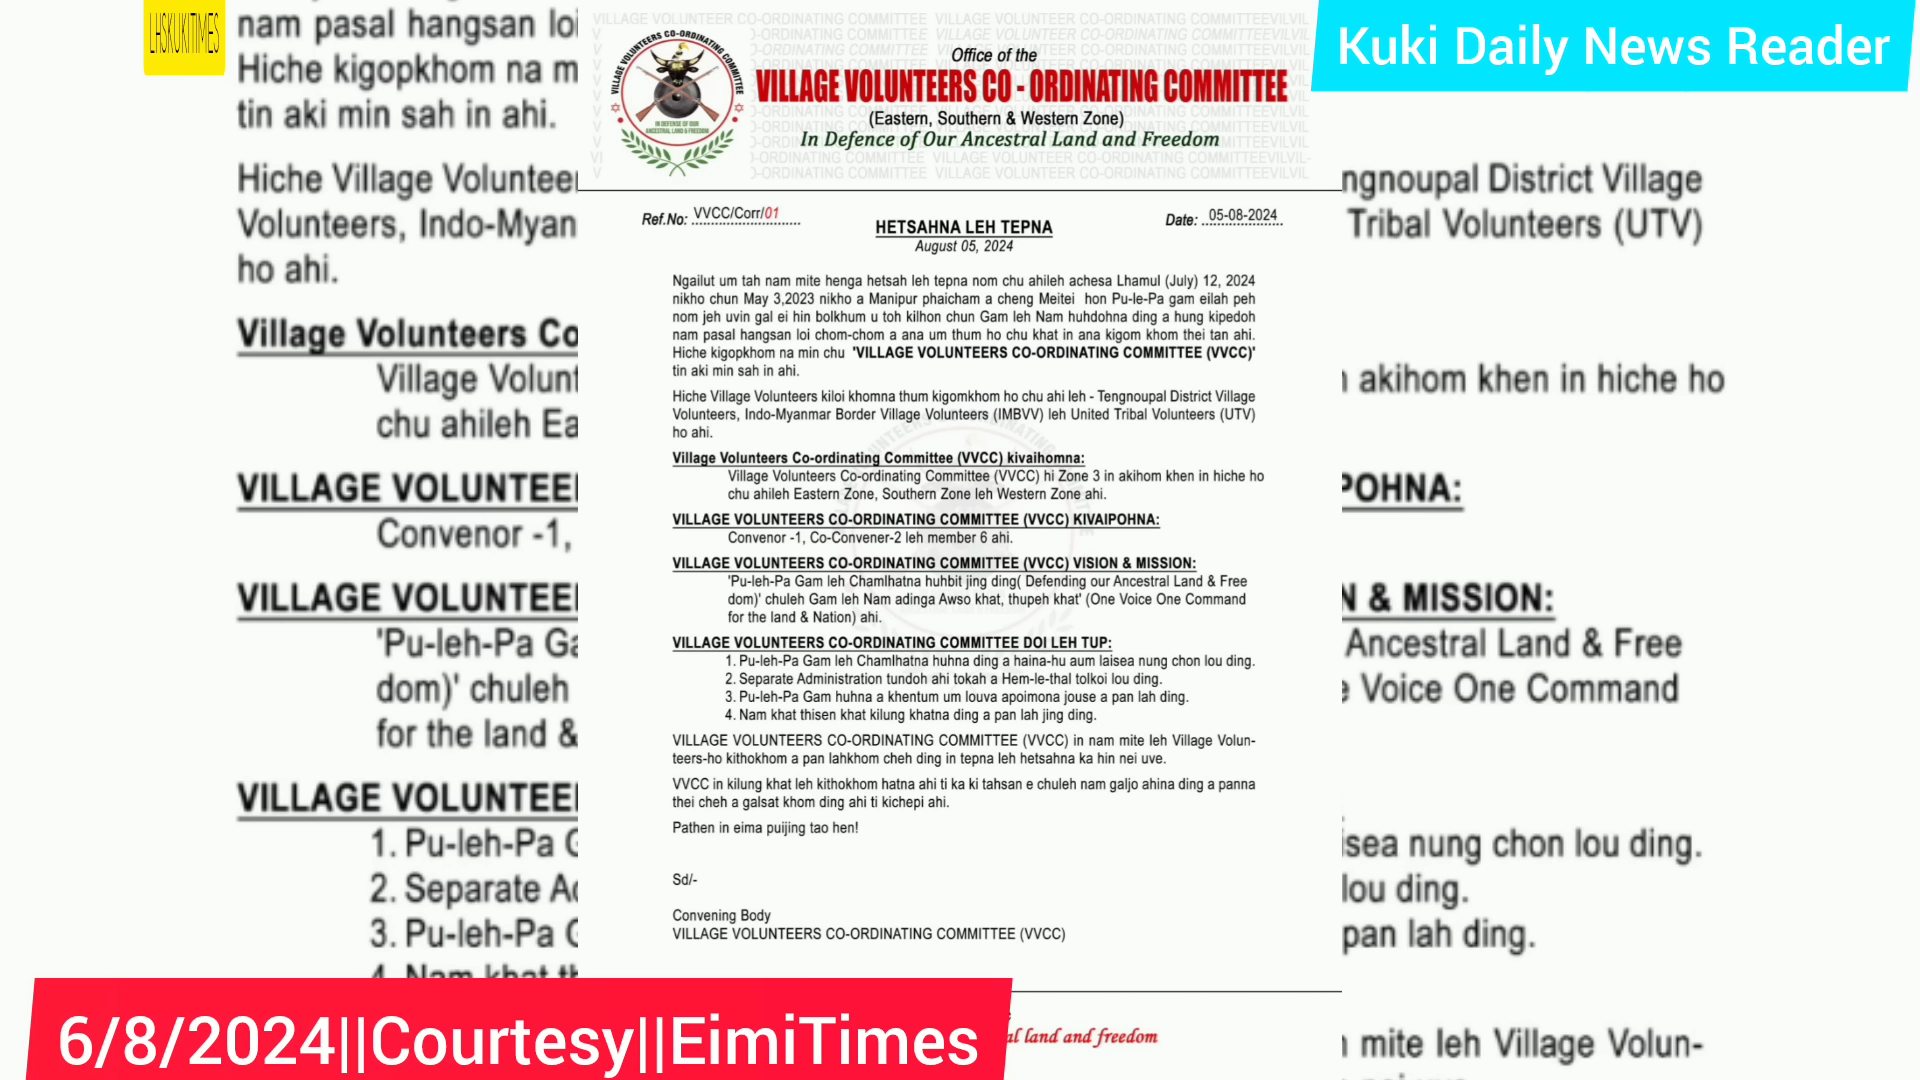 LHSKUKITIMES
Kuki Daily News Reader
Office of the
VILLAGE VOLUNTEERS CO - ORDINATING COMMITTEE
(Eastern, Southern & Western Zone)
In Defence of Our Ancestral Land and Freedom
VILLAGE VOLUNTEERS CO-ORDINATING COMMITTEE
IN DEFENSE OF OUR
ANCESTRAL LAND & FREEDOM
Ref.No: VVCC/Corr/01
Date: 05-08-2024
HETSAHNA LEH TEPNA
August 05, 2024
Ngailut um tah nam mite henga hetsah leh tepna nom chu ahileh achesa Lhamul (July) 12, 2024
nikho chun May 3,2023 nikho a Manipur phaicham a cheng Meitei hon Pu-le-Pa gam eilah peh
nom jeh uvin gal ei hin bolkhum u toh kilhon chun Gam leh Nam huhdohna ding a hung kipedoh
nam pasal hangsan loi chom-chom a ana um thum ho chu khat in ana kigom khom thei tan ahi.
Hiche kigopkhom na min chu 'VILLAGE VOLUNTEERS CO-ORDINATING COMMITTEE (VVCC)'
tin aki min sah in ahi.
Hiche Village Volunteers kiloi khomna thum kigomkhom ho chu ahi leh - Tengnoupal District Village
Volunteers, Indo-Myanmar Border Village Volunteers (IMBVV) leh United Tribal Volunteers (UTV)
ho ahi.
Village Volunteers Co-ordinating Committee (VVCC) kivaihomna:
Village Volunteers Co-ordinating Committee (VVCC) hi Zone 3 in akihom khen in hiche ho
chu ahileh Eastern Zone, Southern Zone leh Western Zone ahi.
VILLAGE VOLUNTEERS CO-ORDINATING COMMITTEE (VVCC) KIVAIPOHNA:
Convenor -1, Co-Convener-2 leh member 6 ahi.
VILLAGE VOLUNTEERS CO-ORDINATING COMMITTEE (VVCC) VISION & MISSION:
'Pu-leh-Pa Gam leh Chamlhatna huhbit jing ding( Defending our Ancestral Land & Free
dom)' chuleh Gam leh Nam adinga Awso khat, thupeh khat' (One Voice One Command
for the land & Nation) ahi.
VILLAGE VOLUNTEERS CO-ORDINATING COMMITTEE DOI LEH TUP:
1. Pu-leh-Pa Gam leh Chamlhatna huhna ding a haina-hu aum laisea nung chon lou ding.
2. Separate Administration tundoh ahi tokah a Hem-le-thal tolkoi lou ding.
3. Pu-leh-Pa Gam huhna a khentum um louva apoimona jouse a pan lah ding.
4. Nam khat thisen khat kilung khatna ding a pan lah jing ding.
VILLAGE VOLUNTEERS CO-ORDINATING COMMITTEE (VVCC) in nam mite leh Village Volun-
teers-ho kithokhom a pan lahkhom cheh ding in tepna leh hetsahna ka hin nei uve.
VVCC in kilung khat leh kithokhom hatna ahi ti ka ki tahsan e chuleh nam galjo ahina ding a panna
thei cheh a galsat khom ding ahi ti kichepi ahi.
Pathen in eima puijing tao hen!
Sd/-
Convening Body
VILLAGE VOLUNTEERS CO-ORDINATING COMMITTEE (VVCC)
al land and freedom
6/8/2024||Courtesy||EimiTimes